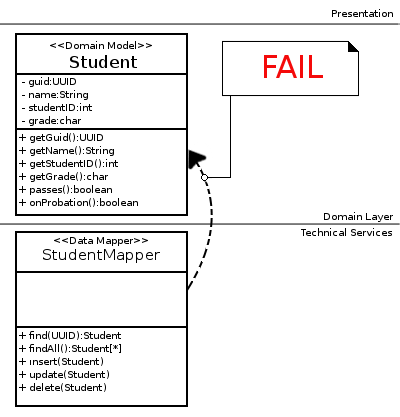 Presentation
<<Domain Model>>
Student
- guid:UUID
- name:String
- studentID:int
- grade:char
+ getGuid():UUID
+ getName():String
+ getStudentID():int
+ getGrade():char
+ passes():boolean
+ onProbation():boolean
FAIL
Domain Layer
Technical Services
<<Data Mapper>>
StudentMapper
+ find(UUID):Student
+ findAll():Student[*]
+ insert(Student)
+ update(Student)
+ delete(Student)